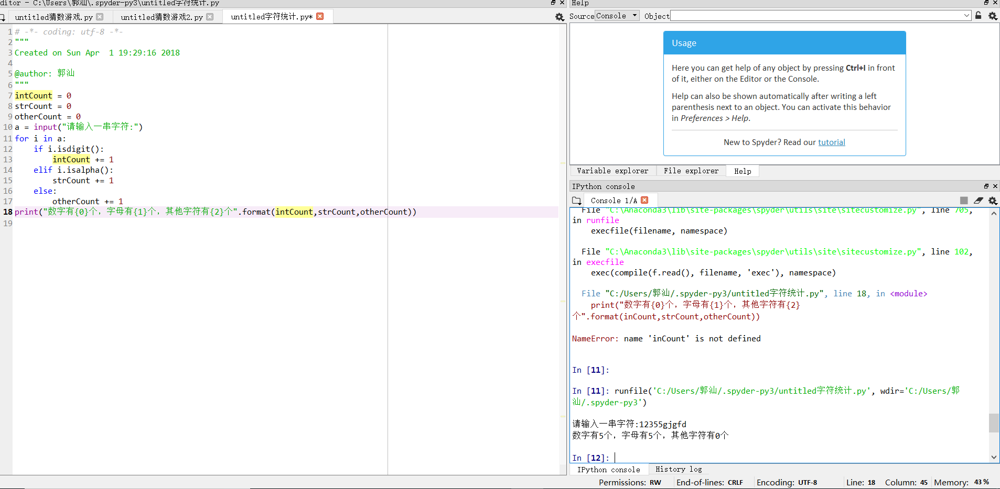 ditor - C:\Users\郭汕\.spyder-py3\untitled字符统计.py
untitled猜数游戏.py
untitled猜数游戏2.py
untitled字符统计.py*
1 # -*- coding: utf-8 -*-
2 """
3 Created on Sun Apr  1 19:29:16 2018
4
5 @author: 郭汕
6 """
7 intCount = 0
8 strCount = 0
9 otherCount = 0
10 a = input("请输入一串字符:")
11 for i in a:
12     if i.isdigit():
13         intCount += 1
14     elif i.isalpha():
15         strCount += 1
16     else:
17         otherCount += 1
18 print("数字有{0}个，字母有{1}个，其他字符有{2}个".format(intCount,strCount,otherCount))
19
Help
Source Console Object
Usage
Here you can get help of any object by pressing Ctrl+I in front
of it, either on the Editor or the Console.
Help can also be shown automatically after writing a left
parenthesis next to an object. You can activate this behavior
in Preferences > Help.
New to Spyder? Read our tutorial
Variable explorer File explorer Help
IPython console
Console 1/A
File "C:\Anaconda3\lib\site-packages\spyder\utils\site\sitecustomize.py", line 705,
in runfile
execfile(filename, namespace)
File "C:\Anaconda3\lib\site-packages\spyder\utils\site\sitecustomize.py", line 102,
in execfile
exec(compile(f.read(), filename, 'exec'), namespace)
File "C:/Users/郭汕/.spyder-py3/untitled字符统计.py", line 18, in <module>
print("数字有{0}个，字母有{1}个，其他字符有{2}
个".format(inCount,strCount,otherCount))
NameError: name 'inCount' is not defined
In [11]:
In [11]: runfile('C:/Users/郭汕/.spyder-py3/untitled字符统计.py', wdir='C:/Users/郭
汕/.spyder-py3')
请输入一串字符:12355gjgfd
数字有5个，字母有5个，其他字符有0个
In [12]:
IPython console History log
Permissions: RW End-of-lines: CRLF Encoding: UTF-8 Line: 18 Column: 45 Memory: 43 %